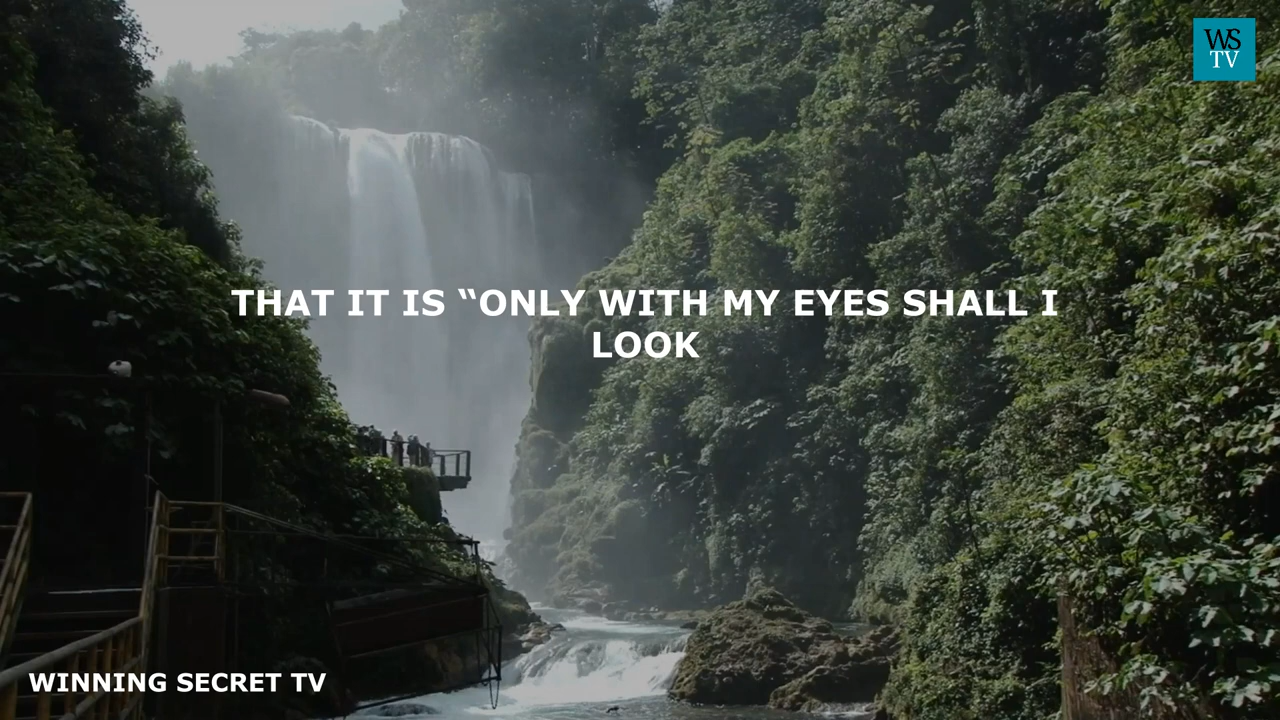 WS
TV
THAT IT IS “ONLY WITH MY EYES SHALL I
LOOK
WINNING SECRET TV